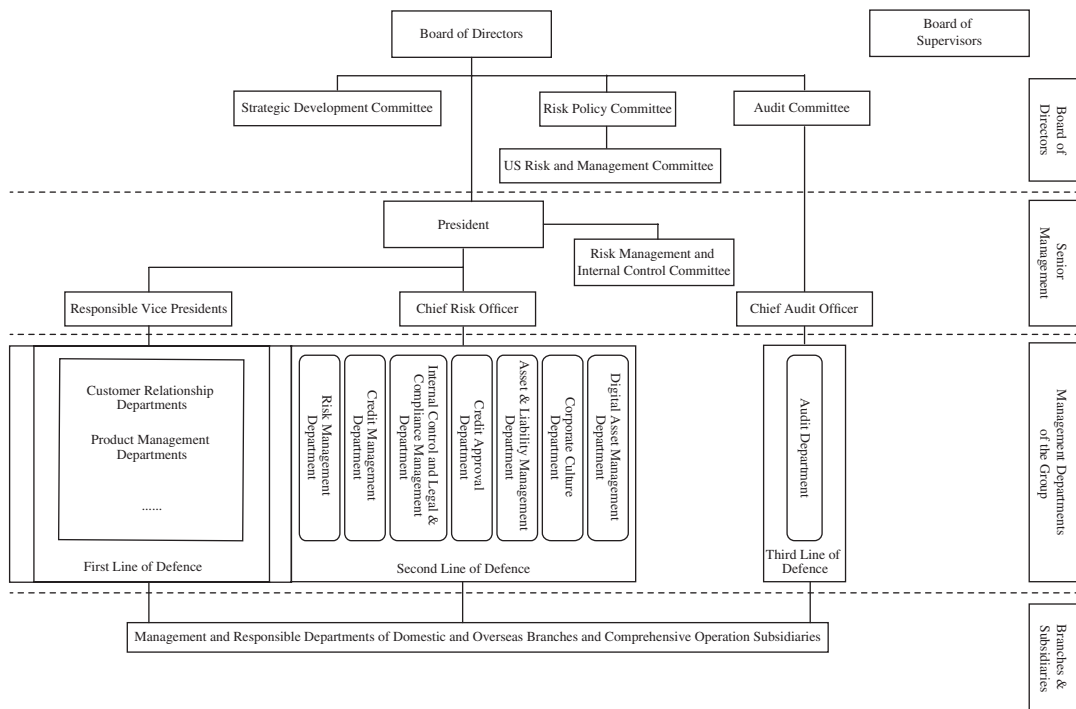 Board of Directors
Board of
Supervisors
Strategic Development Committee
Risk Policy Committee
Audit Committee
US Risk and Management Committee
Board of
Directors
President
Risk Management and
Internal Control Committee
Responsible Vice Presidents
Chief Risk Officer
Chief Audit Officer
Senior
Management
Customer Relationship
Departments
Product Management
Departments
......
First Line of Defence
Risk Management
Department
Credit Management
Department
Internal Control and Legal &
Compliance Management
Department
Credit Approval
Department
Asset & Liability Management
Department
Corporate Culture
Department
Digital Asset Management
Department
Second Line of Defence
Audit Department
Third Line of
Defence
Management Departments
of the Group
Management and Responsible Departments of Domestic and Overseas Branches and Comprehensive Operation Subsidiaries
Branches &
Subsidiaries